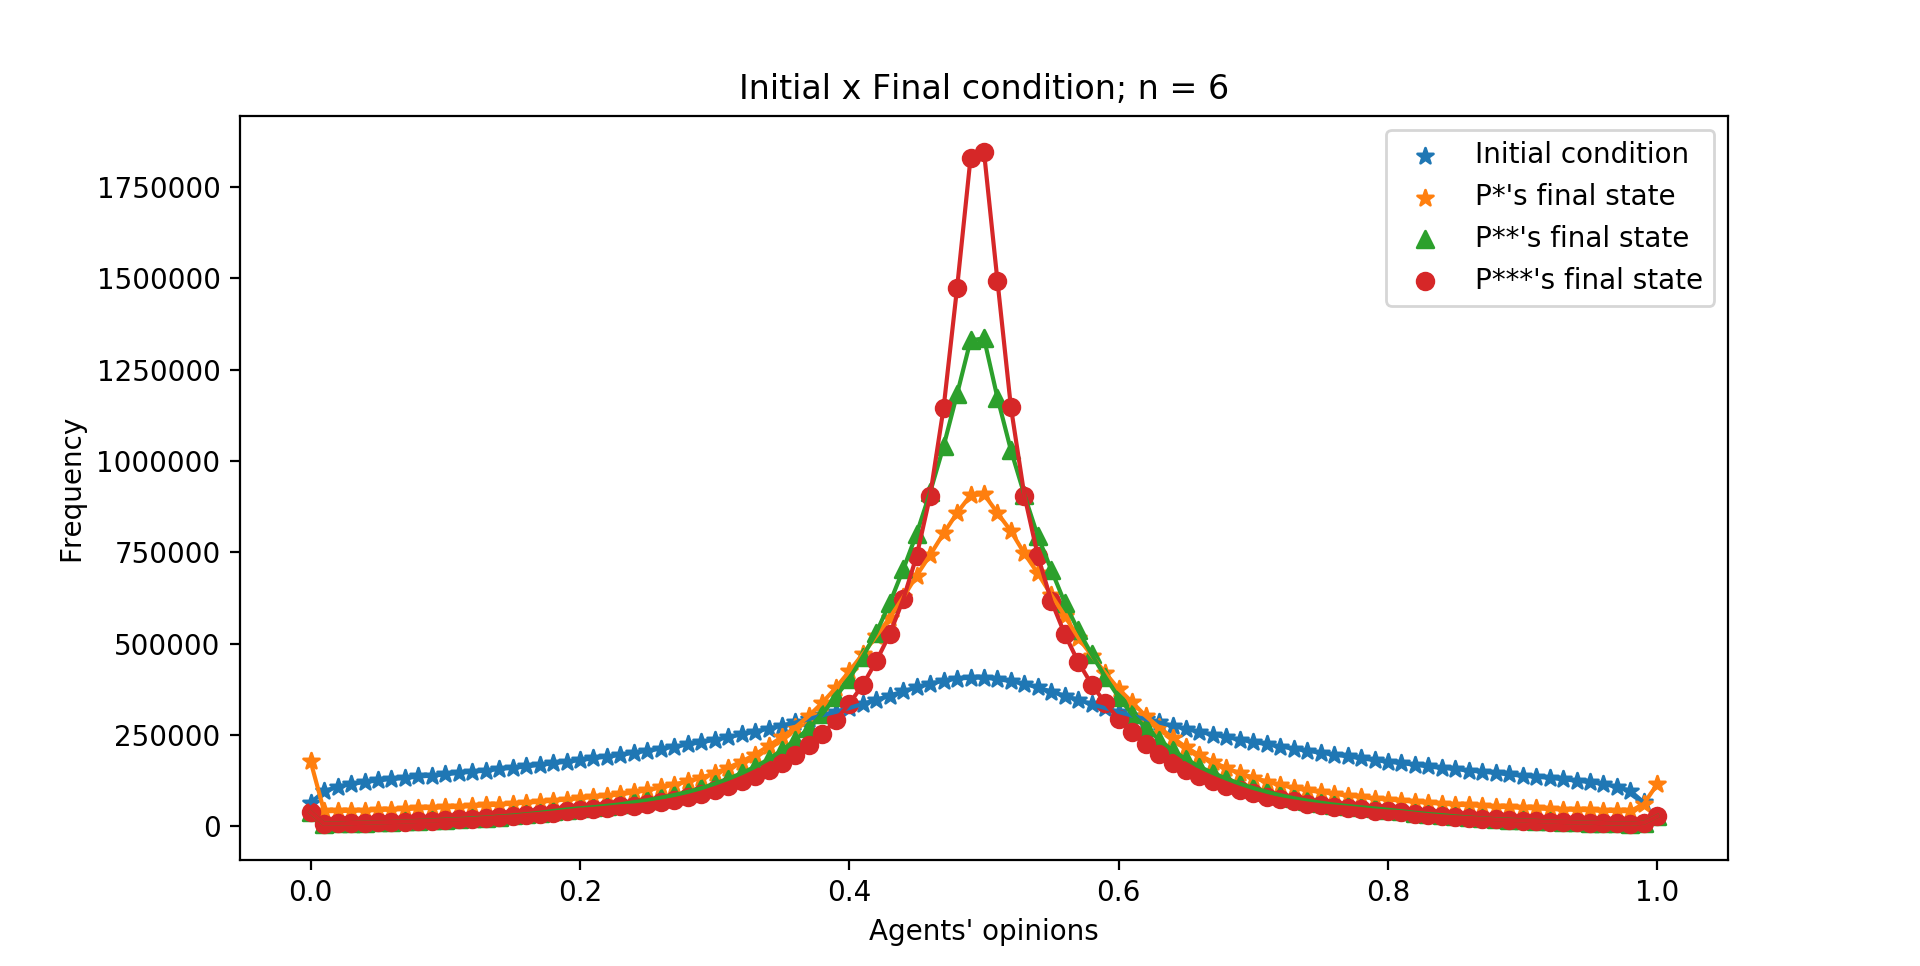 Initial x Final condition; n = 6
Initial condition
P*'s final state
P**'s final state
P***'s final state
Frequency
1750000
1500000
1250000
1000000
750000
500000
250000
0
0.0
0.2
0.4
0.6
0.8
1.0
Agents' opinions